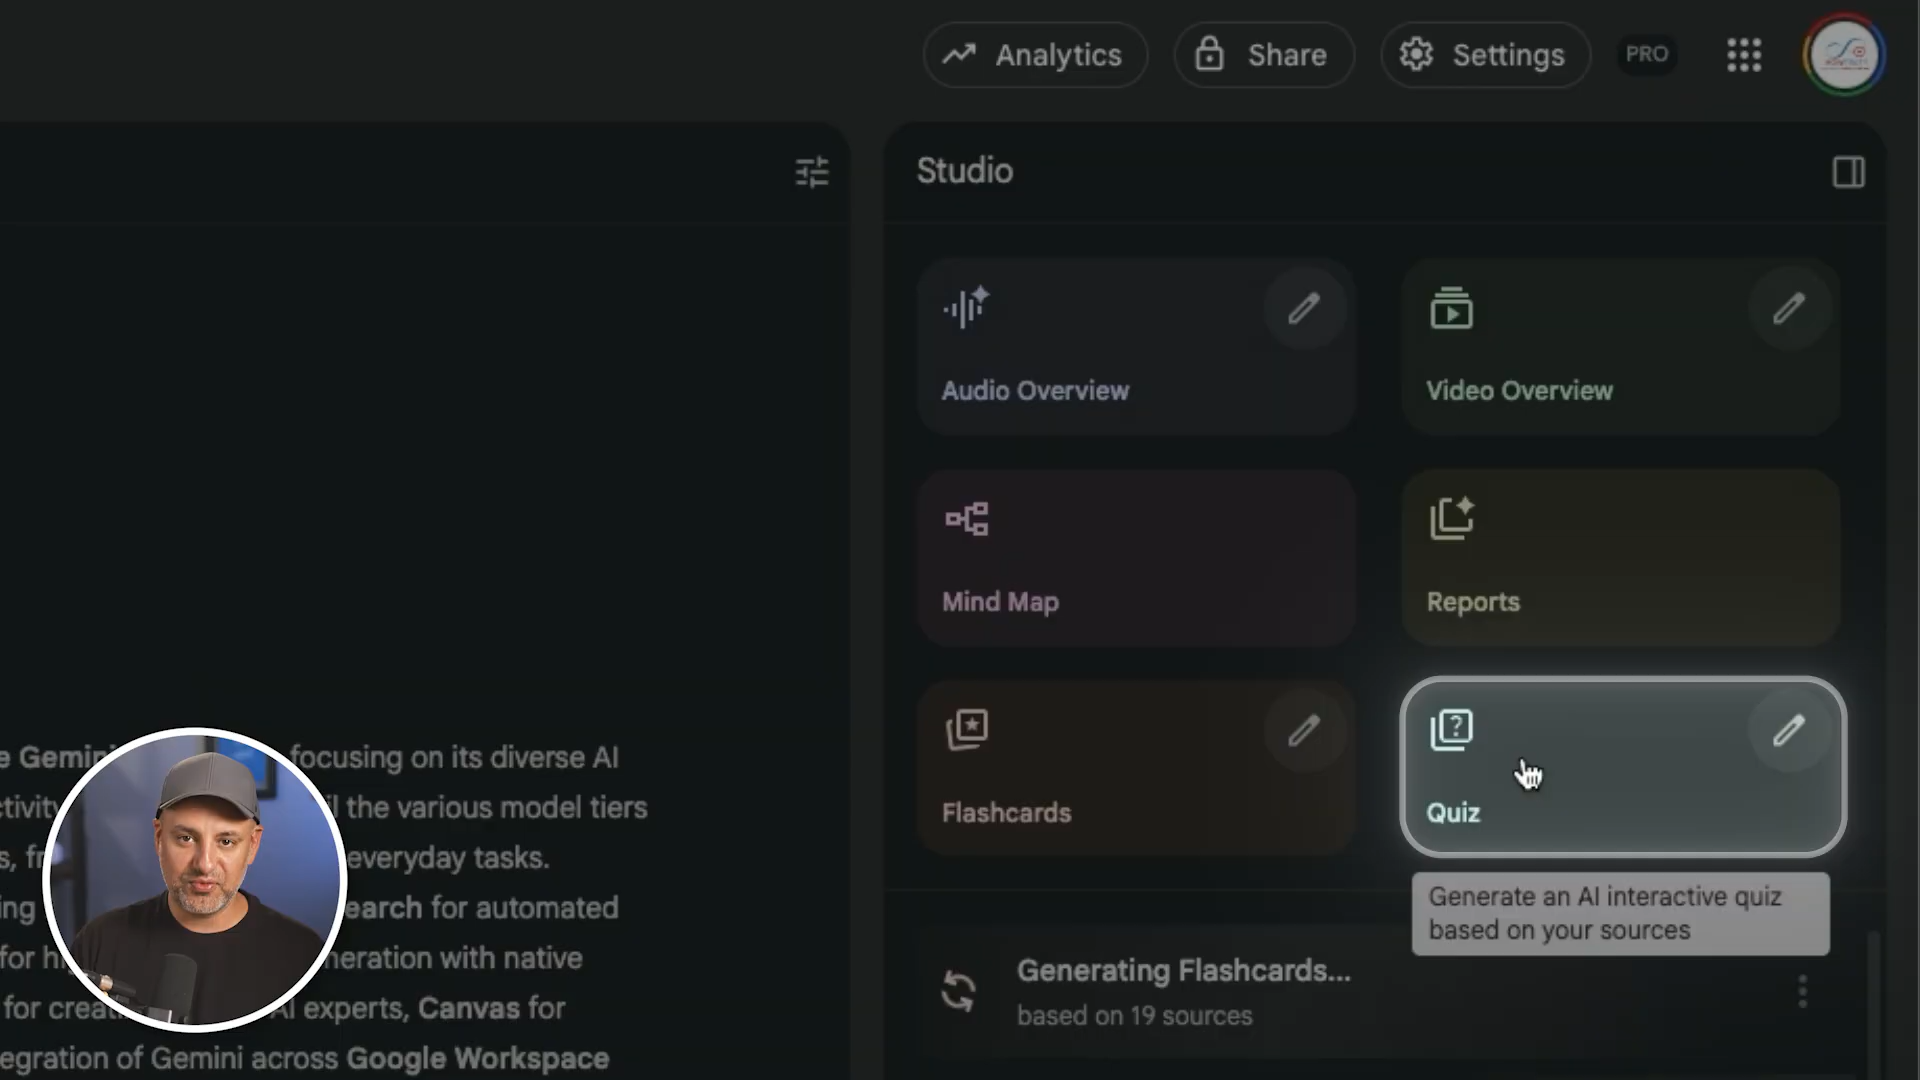 Analytics
Share
Settings
PRO
Studio
Audio Overview
Video Overview
Mind Map
Reports
Flashcards
Quiz
Generate an AI interactive quiz
based on your sources
Generating Flashcards...
based on 19 sources
focusing on its diverse AI
the various model tiers
everyday tasks.
for automated
neration with native
for AI experts, Canvas for
egration of Gemini across Google Workspace